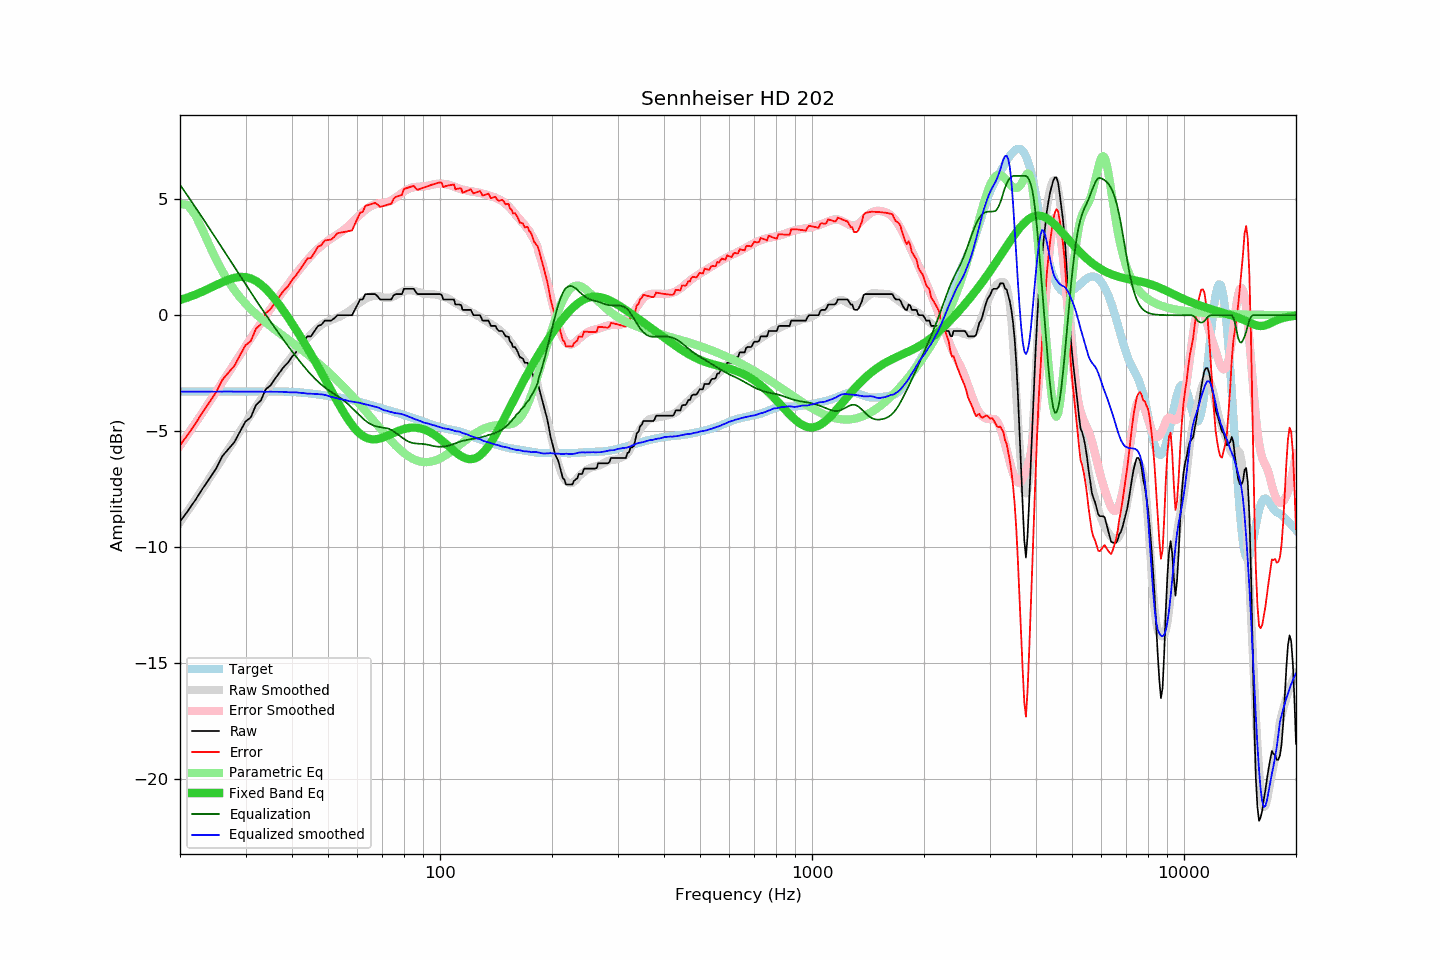 Sennheiser HD 202
Amplitude (dBr)
5
0
−5
−10
−15
−20
Target
Raw Smoothed
Error Smoothed
Raw
Error
Parametric Eq
Fixed Band Eq
Equalization
Equalized smoothed
100
1000
10000
Frequency (Hz)